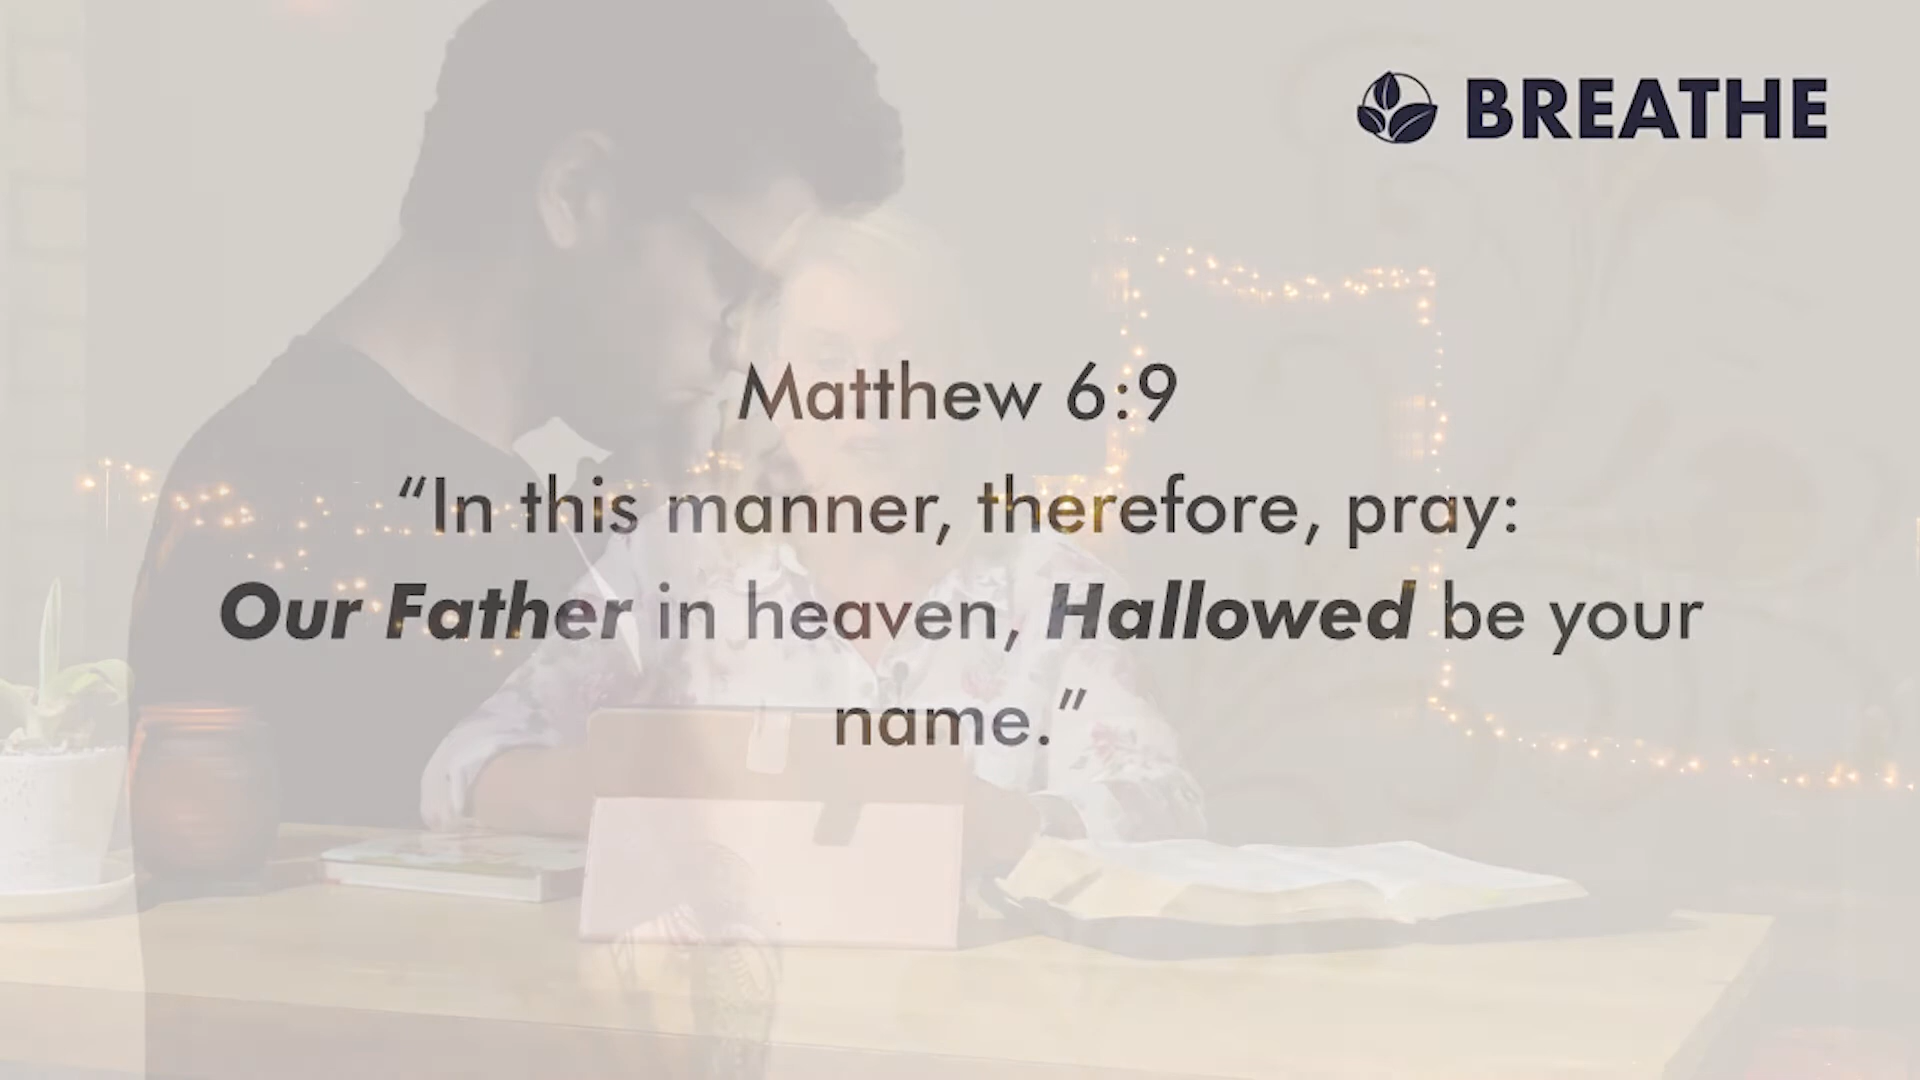 BREATHE
Matthew 6:9
“In this manner, therefore, pray:
Our Father in heaven, Hallowed be your
name.”